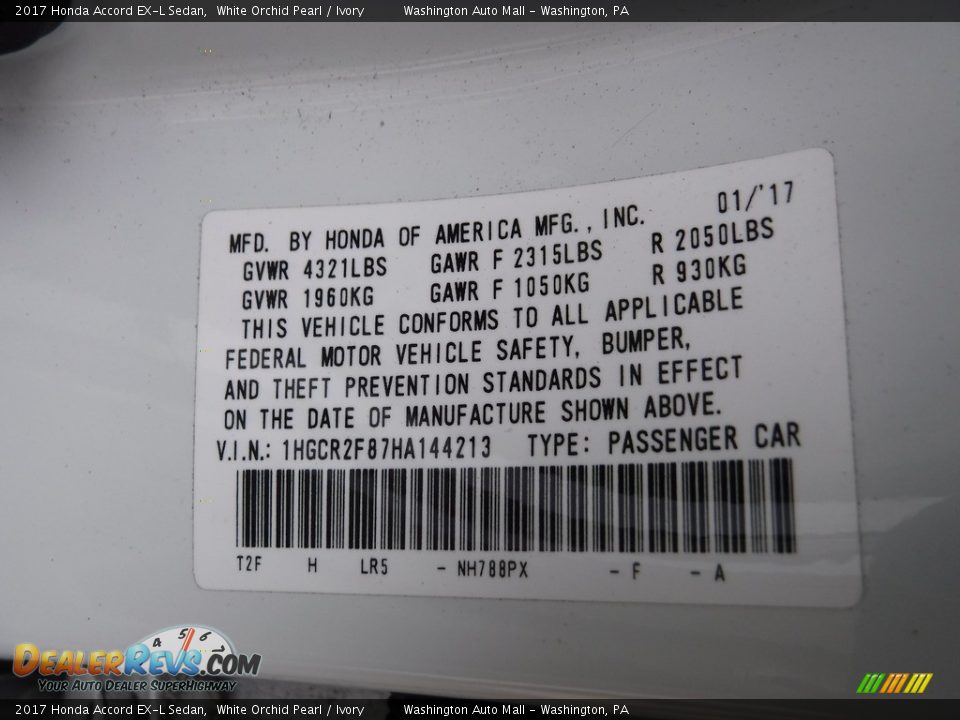 2017 Honda Accord EX-L Sedan, White Orchid Pearl / Ivory Washington Auto Mall - Washington, PA
MFD. BY HONDA OF AMERICA MFG., INC. 01/'17
GVWR 4321LBS GAWR F 2315LBS R 2050LBS
GVWR 1960KG GAWR F 1050KG R 930KG
THIS VEHICLE CONFORMS TO ALL APPLICABLE
FEDERAL MOTOR VEHICLE SAFETY, BUMPER,
AND THEFT PREVENTION STANDARDS IN EFFECT
ON THE DATE OF MANUFACTURE SHOWN ABOVE.
V.I.N.: 1HGCR2F87HA144213 TYPE: PASSENGER CAR
T2F H LR5 - NH788PX - F - A
4 5 6 7
DEALERREVS.COM
YOUR AUTO DEALER SUPERHIGHWAY
2017 Honda Accord EX-L Sedan, White Orchid Pearl / Ivory Washington Auto Mall - Washington, PA